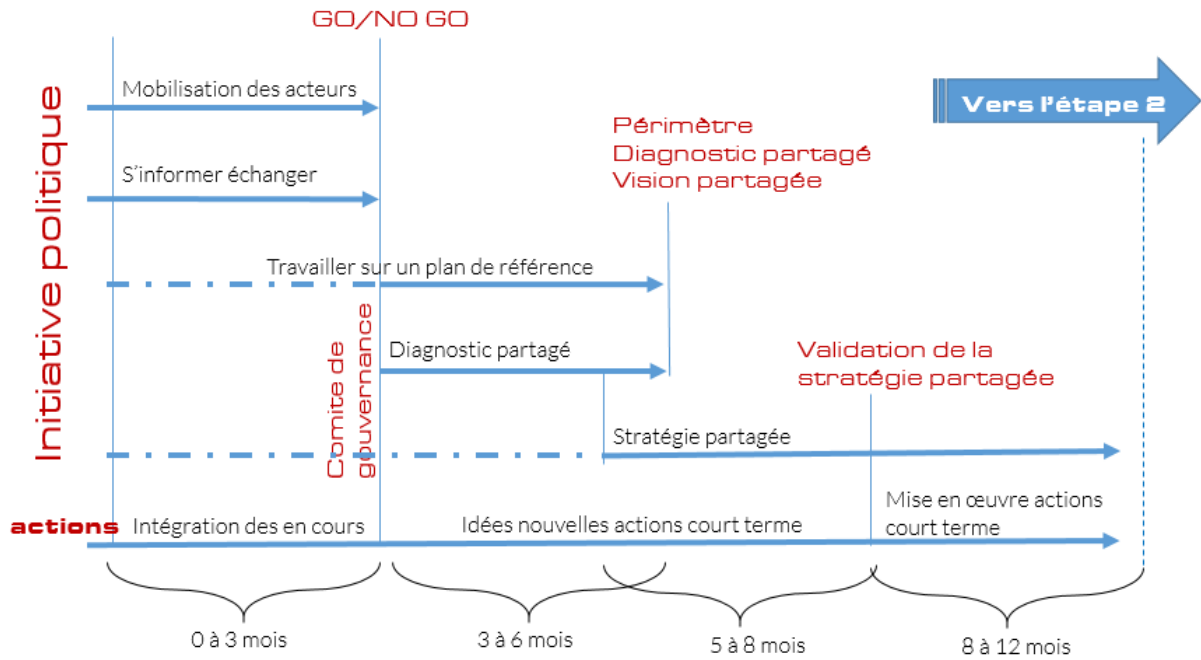 GO/NO GO
Initiative politique
Mobilisation des acteurs
Vers l'étape 2
Périmètre
Diagnostic partagé
Vision partagée
S'informer échanger
Travailler sur un plan de référence
Comite de
gouvernance
Diagnostic partagé
Validation de la
stratégie partagée
Stratégie partagée
actions
Intégration des en cours
Idées nouvelles actions court terme
Mise en œuvre actions
court terme
0 à 3 mois
3 à 6 mois
5 à 8 mois
8 à 12 mois